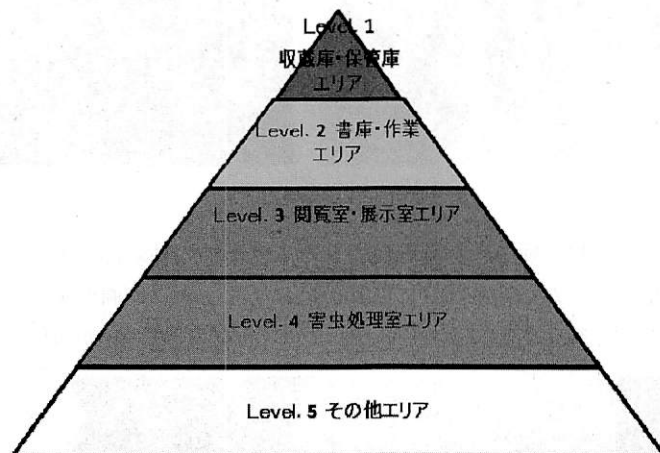 Level. 1
収蔵庫・保管庫
エリア
Level. 2 書庫・作業
エリア
Level. 3 閲覧室・展示室エリア
Level. 4 害虫処理室エリア
Level. 5 その他エリア